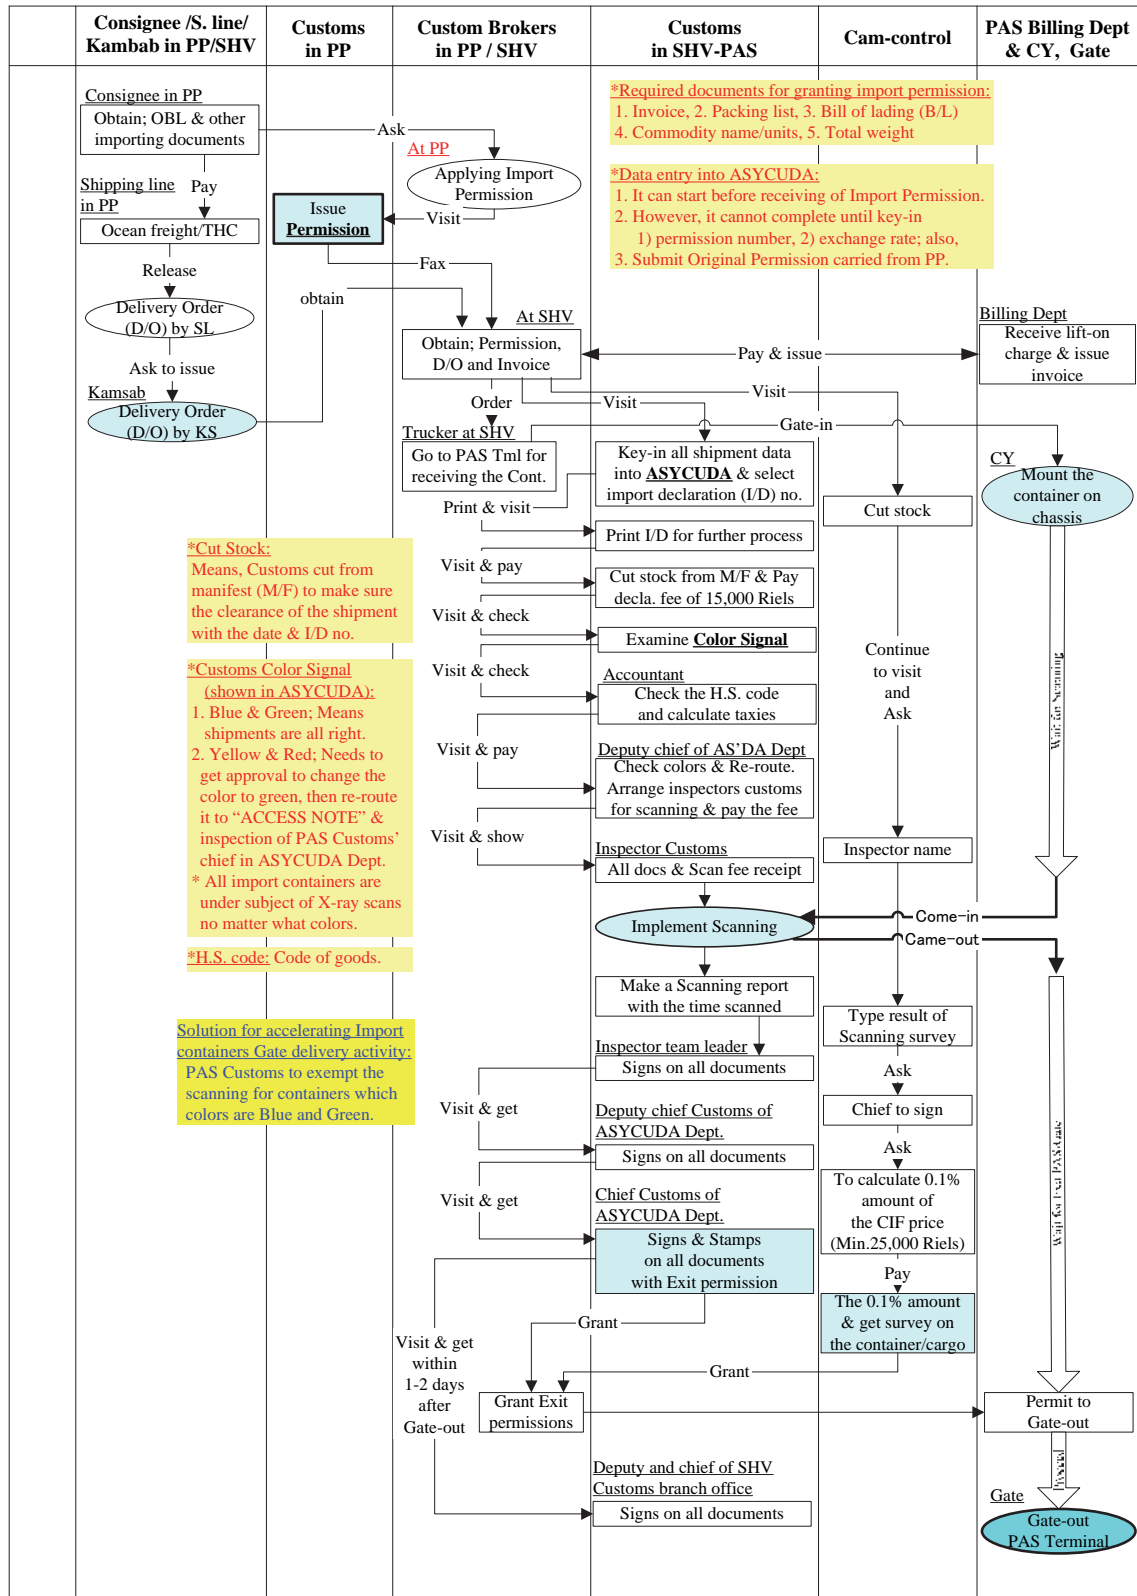 Consignee /S. line/
Kambab in PP/SHV
Customs
in PP
Custom Brokers
in PP / SHV
Customs
in SHV-PAS
Cam-control
PAS Billing Dept
& CY, Gate
Consignee in PP
Obtain; OBL & other
importing documents
Ask
At PP
Applying Import
Permission
*Required documents for granting import permission:
1. Invoice, 2. Packing list, 3. Bill of lading (B/L)
4. Commodity name/units, 5. Total weight
*Data entry into ASYCUDA:
1. It can start before receiving of Import Permission.
2. However, it cannot complete until key-in
1) permission number, 2) exchange rate; also,
3. Submit Original Permission carried from PP.
Shipping line
in PP
Pay
Ocean freight/THC
Issue
Permission
Visit
Release
Fax
obtain
Delivery Order
(D/O) by SL
At SHV
Obtain; Permission,
D/O and Invoice
Pay & issue
Billing Dept
Receive lift-on
charge & issue
invoice
Ask to issue
Kamsab
Delivery Order
(D/O) by KS
Order
Visit
Visit
Gate-in
Trucker at SHV
Go to PAS Tml for
receiving the Cont.
Key-in all shipment data
into ASYCUDA & select
import declaration (I/D) no.
CY
Mount the
container on
chassis
Cut stock
Print & visit
Print I/D for further process
*Cut Stock:
Means, Customs cut from
manifest (M/F) to make sure
the clearance of the shipment
with the date & I/D no.
Visit & pay
Cut stock from M/F & Pay
decla. fee of 15,000 Riels
Visit & check
Examine Color Signal
Continue
to visit
and
Ask
*Customs Color Signal
(shown in ASYCUDA):
1. Blue & Green; Means
shipments are all right.
2. Yellow & Red; Needs to
get approval to change the
color to green, then re-route
it to “ACCESS NOTE” &
inspection of PAS Customs’
chief in ASYCUDA Dept.
* All import containers are
under subject of X-ray scans
no matter what colors.
Visit & check
Accountant
Check the H.S. code
and calculate taxies
Visit & pay
Deputy chief of AS’DA Dept
Check colors & Re-route.
Arrange inspectors customs
for scanning & pay the fee
Visit & show
Inspector name
Inspector Customs
All docs & Scan fee receipt
Implement Scanning
Come-in
Came-out
*H.S. code: Code of goods.
Make a Scanning report
with the time scanned
Type result of
Scanning survey
Solution for accelerating Import
containers Gate delivery activity:
PAS Customs to exempt the
scanning for containers which
colors are Blue and Green.
Inspector team leader
Signs on all documents
Ask
Visit & get
Chief to sign
Deputy chief Customs of
ASYCUDA Dept.
Signs on all documents
Ask
Visit & get
To calculate 0.1%
amount of
the CIF price
(Min.25,000 Riels)
Chief Customs of
ASYCUDA Dept.
Signs & Stamps
on all documents
with Exit permission
Pay
The 0.1% amount
& get survey on
the container/cargo
Grant
Visit & get
within
1-2 days
after
Gate-out
Grant
Grant Exit
permissions
Permit to
Gate-out
Deputy and chief of SHV
Customs branch office
Signs on all documents
Gate
Gate-out
PAS Terminal